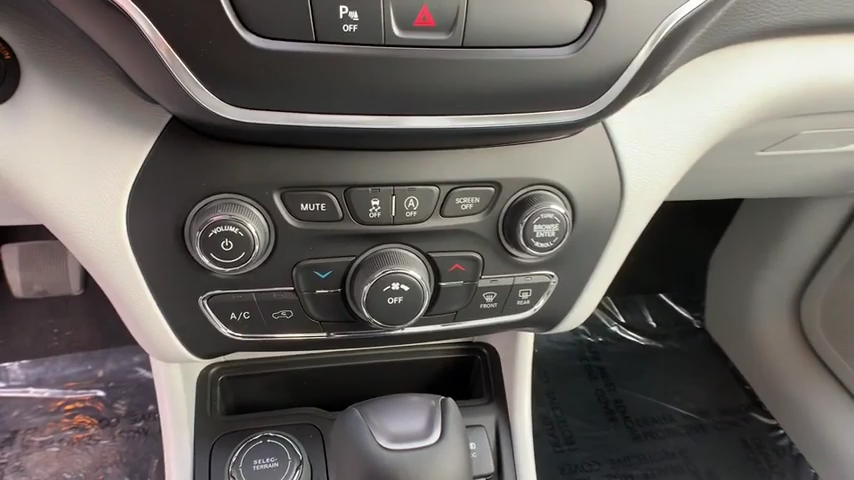 P
OFF
MUTE
OFF
A
OFF
SCREEN
OFF
VOLUME
TUNE
BROWSE
ENTER
SCROLL
OFF
A/C
FRONT
REAR
SELEC-
TERRAIN